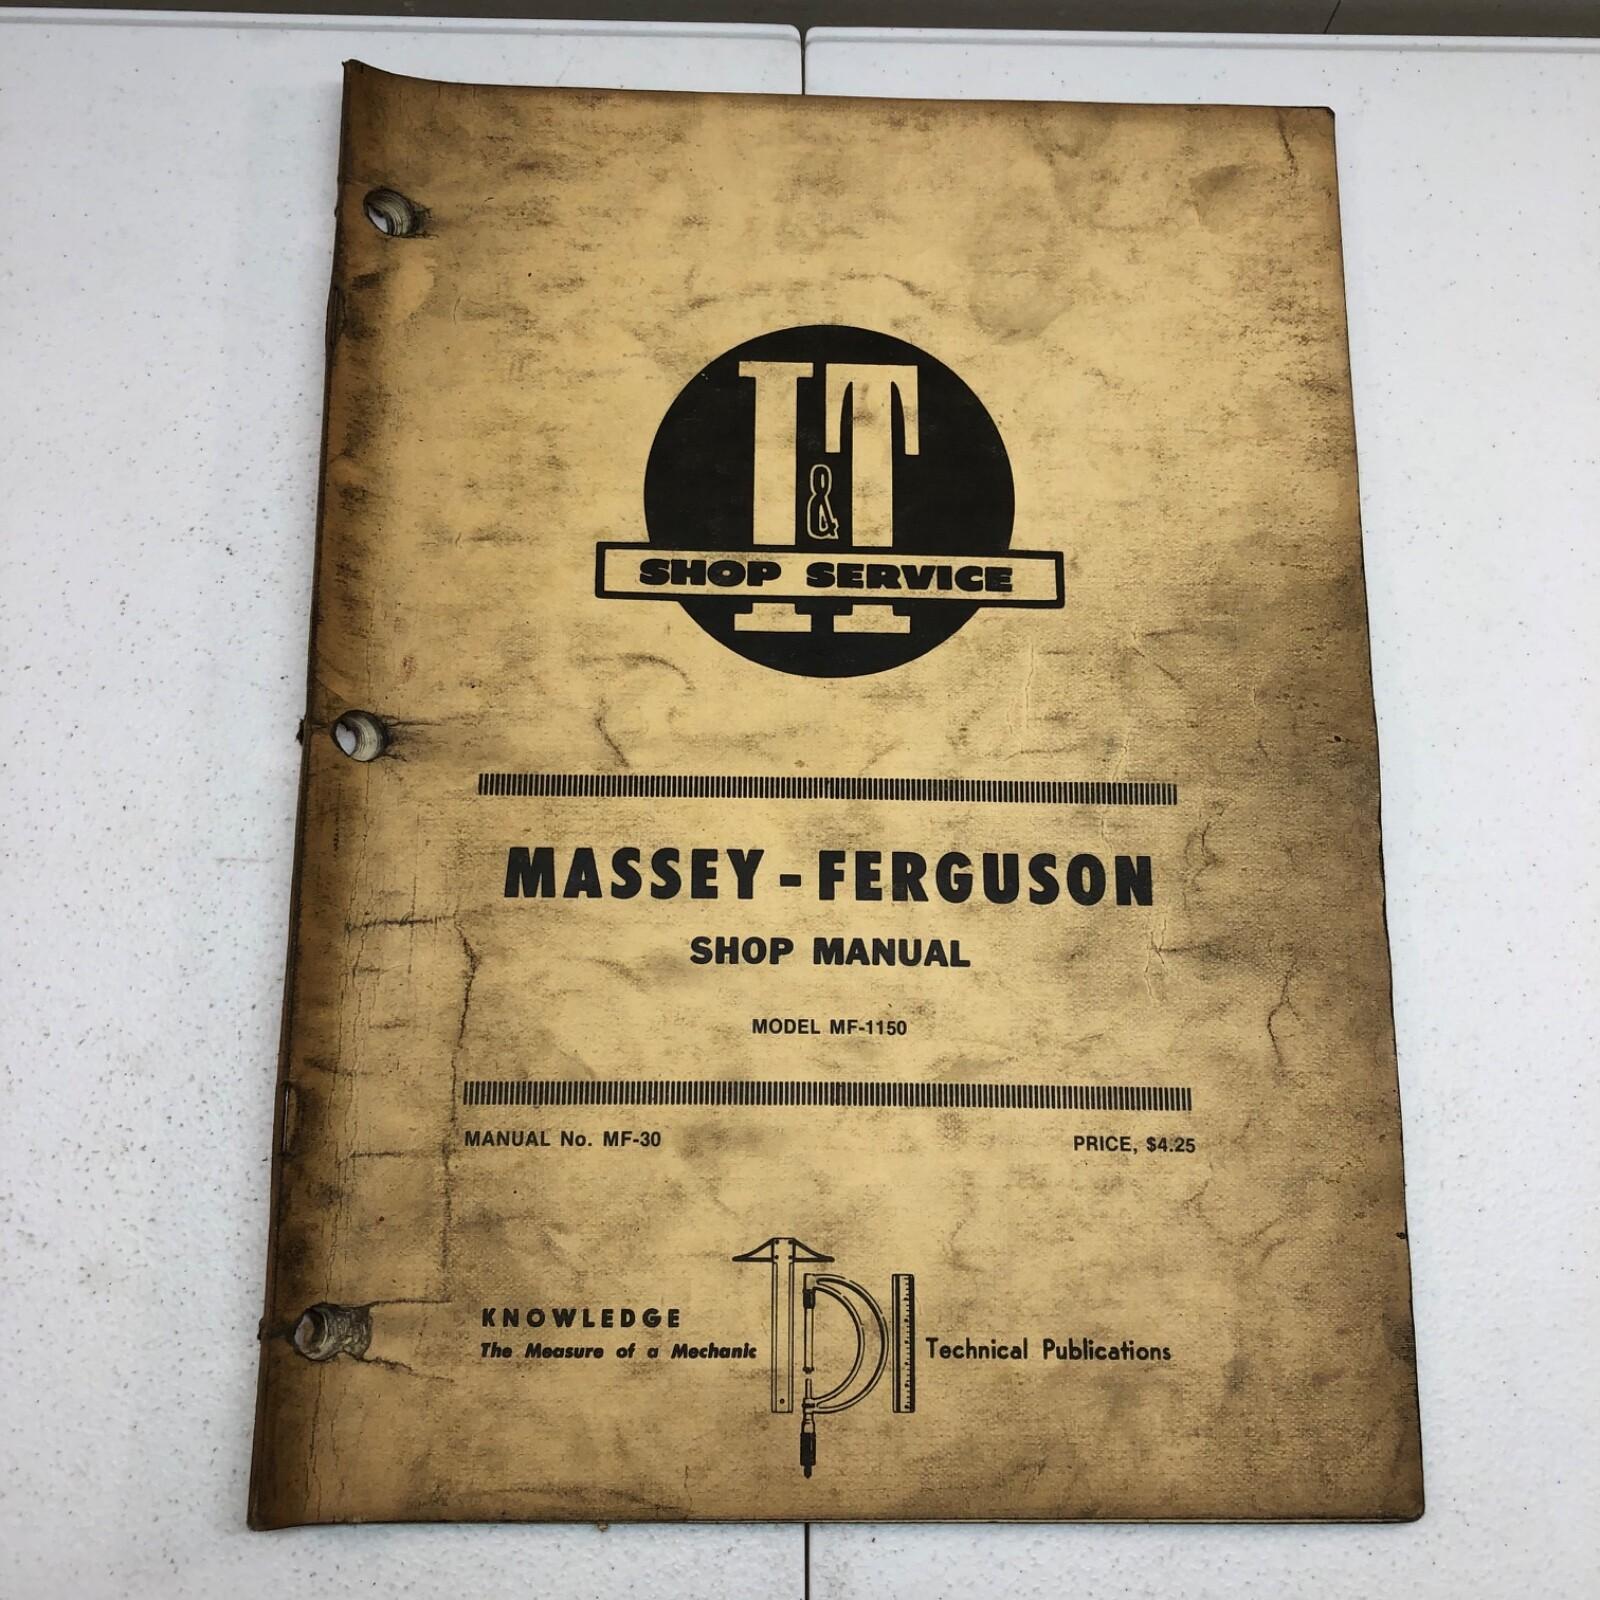 I&T
SHOP SERVICE
MASSEY-FERGUSON
SHOP MANUAL
MODEL MF-1150
MANUAL No. MF-30
PRICE, $4.25
KNOWLEDGE
The Measure of a Mechanic
TPI
Technical Publications